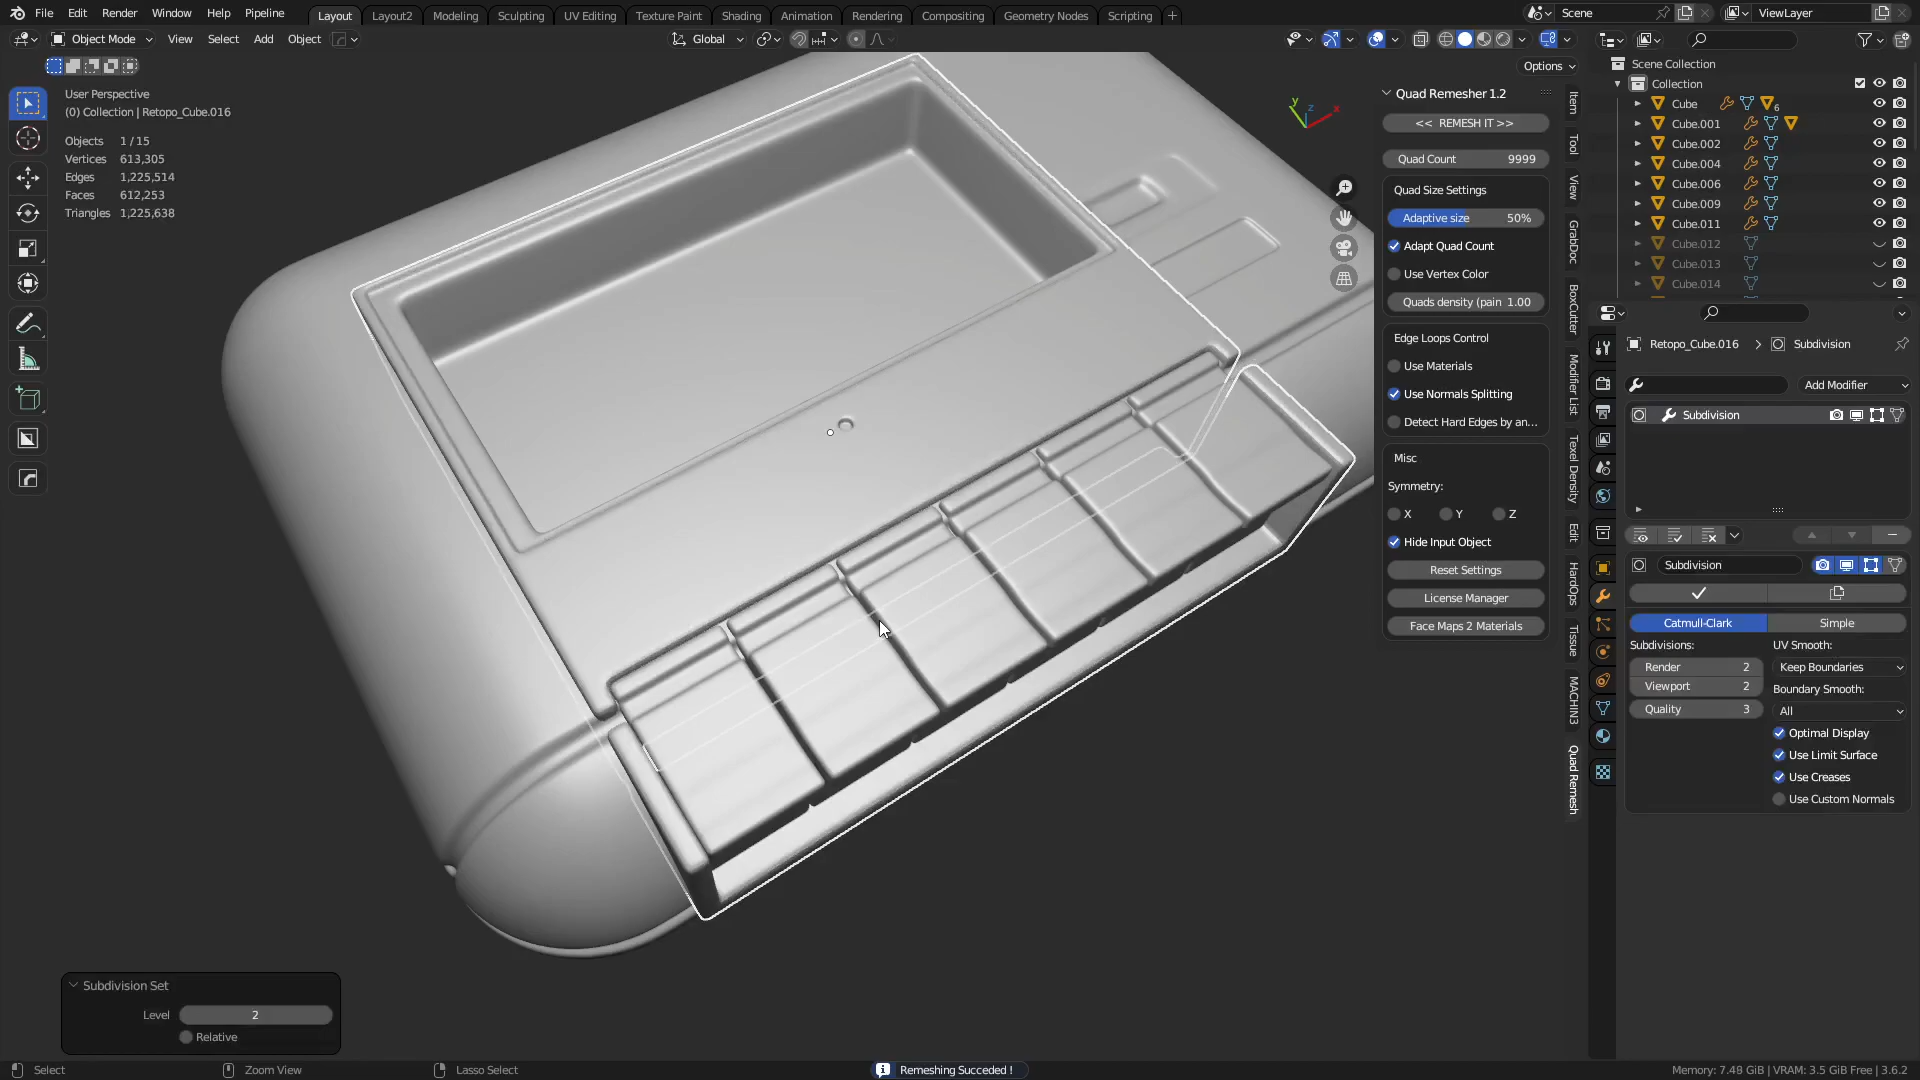 File Edit Render Window Help Pipeline Layout Layout2 Modeling Sculpting UV Editing Texture Paint Shading Animation Rendering Compositing Geometry Nodes Scripting + Scene ViewLayer
Object Mode View Select Add Object Global
Options
User Perspective
(0) Collection | Retopo_Cube.016
Objects 1 / 15
Vertices 613,305
Edges 1,225,514
Faces 612,253
Triangles 1,225,638
Y Z X
Quad Remesher 1.2
<< REMESH IT >>
Quad Count 9999
Quad Size Settings
Adaptive size 50%
Adapt Quad Count
Use Vertex Color
Quads density (pain 1.00
Edge Loops Control
Use Materials
Use Normals Splitting
Detect Hard Edges by an...
Misc
Symmetry:
X Y Z
Hide Input Object
Reset Settings
License Manager
Face Maps 2 Materials
Item
Tool
View
GrabDoc
BoxCutter
Modifier List
Texel Density
Edit
HardOps
Tissue
MACHIN3
Quad Remesh
Scene Collection
Collection
Cube 6
Cube.001
Cube.002
Cube.004
Cube.006
Cube.009
Cube.011
Cube.012
Cube.013
Cube.014
Retopo_Cube.016 > Subdivision
Add Modifier
Subdivision
Subdivision
Catmull-Clark Simple
Subdivisions: UV Smooth:
Render 2 Keep Boundaries
Viewport 2 Boundary Smooth:
Quality 3 All
Optimal Display
Use Limit Surface
Use Creases
Use Custom Normals
Subdivision Set
Level 2
Relative
Select Zoom View Lasso Select Remeshing Succeded ! Memory: 7.48 GiB | VRAM: 3.5 GiB Free | 3.6.2